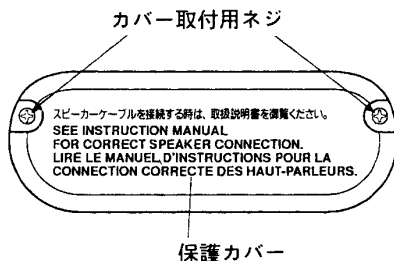 カバー取付用ネジ
スピーカーケーブルを接続する時は、取扱説明書を御覧ください。
SEE INSTRUCTION MANUAL
FOR CORRECT SPEAKER CONNECTION.
LIRE LE MANUEL D'INSTRUCTIONS POUR LA
CONNECTION CORRECTE DES HAUT-PARLEURS.
保護カバー